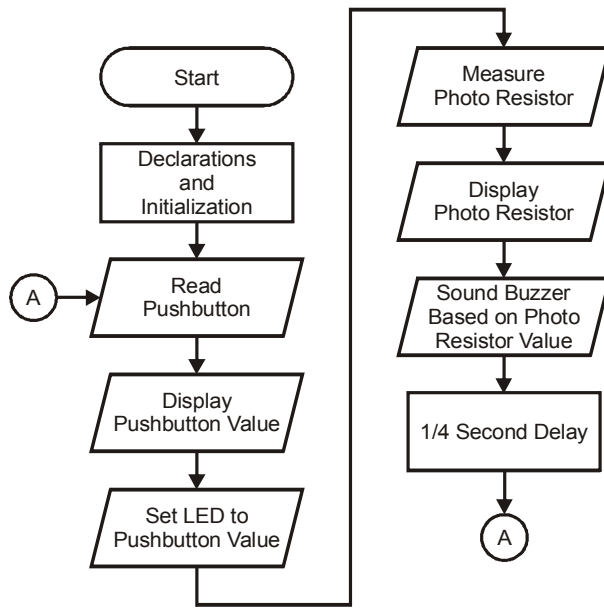 Start
Declarations
and
Initialization
A
Read
Pushbutton
Display
Pushbutton Value
Set LED to
Pushbutton Value
Measure
Photo Resistor
Display
Photo Resistor
Sound Buzzer
Based on Photo
Resistor Value
1/4 Second Delay
A